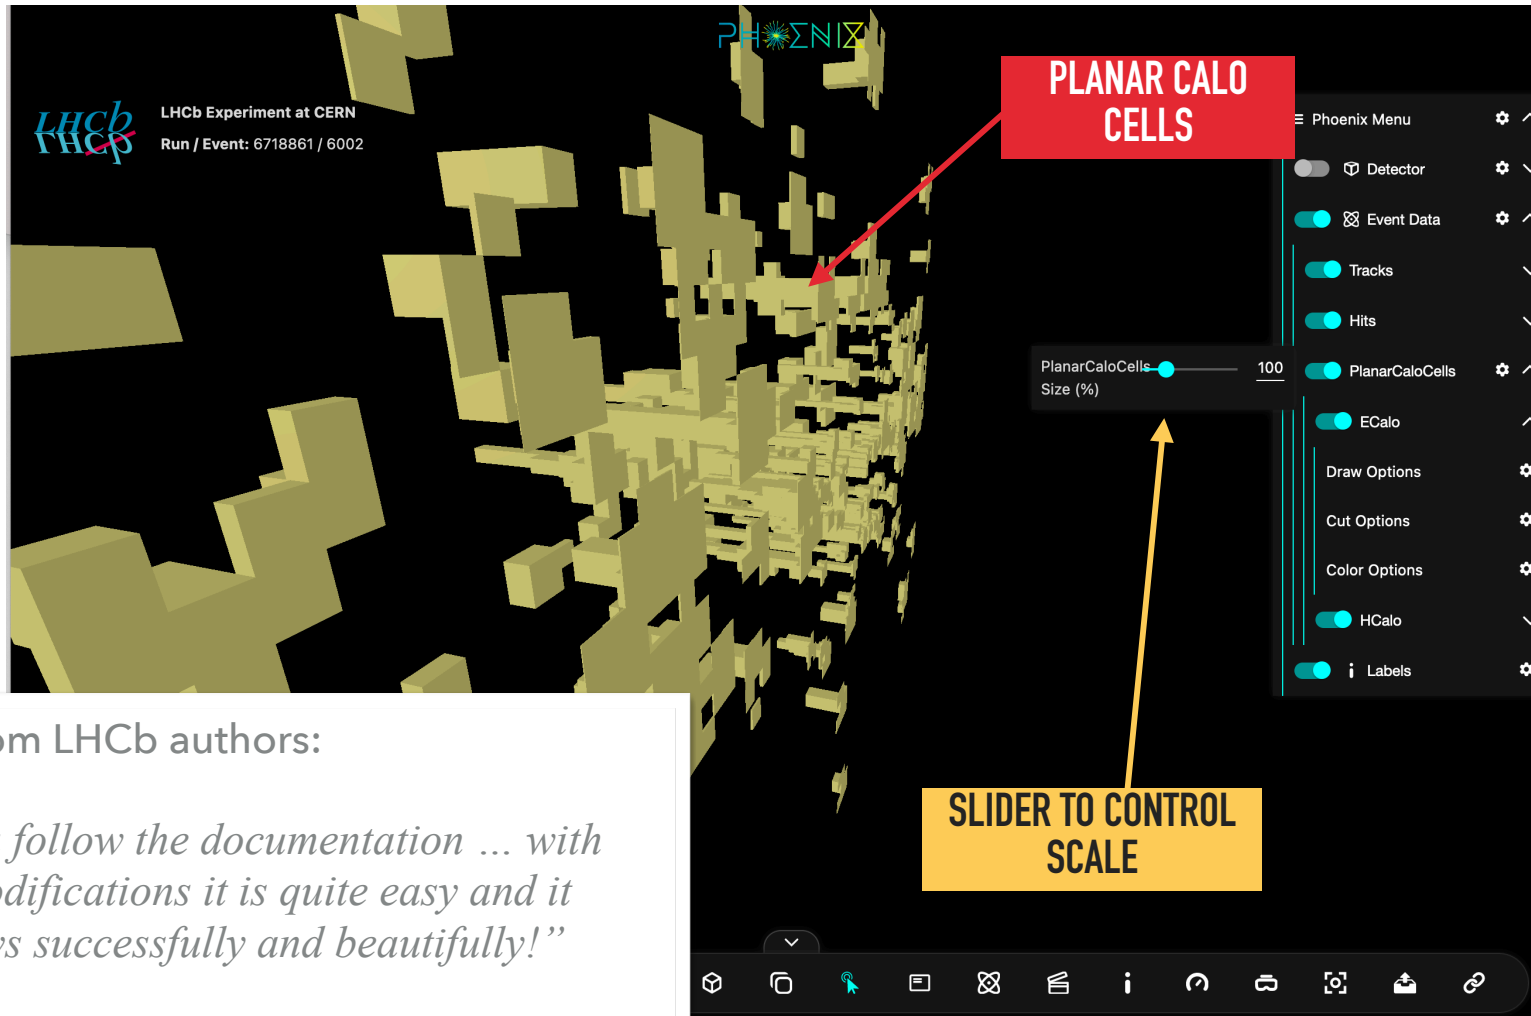 PHOENIX
LHCb
LHCb Experiment at CERN
Run / Event: 6718861 / 6002
PLANAR CALO
CELLS
Phoenix Menu
Detector
Event Data
Tracks
Hits
PlanarCaloCells
ECalo
Draw Options
Cut Options
Color Options
HCalo
Labels
PlanarCaloCells
Size (%)
100
SLIDER TO CONTROL
SCALE
LHCb authors:
follow the documentation ... with
it is quite easy and it
successfully and beautifully!”